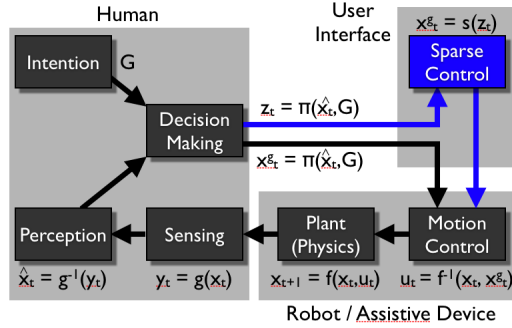 Human
User
Interface
x^g_t = s(z_t)
Intention
G
Sparse
Control
Decision
Making
z_t = π(x̂_t,G)
x^g_t = π(x̂_t,G)
Perception
Sensing
Plant
(Physics)
Motion
Control
x̂_t = g^-1(y_t)
y_t = g(x_t)
x_t+1 = f(x_t,u_t)
u_t = f^-1(x_t, x^g_t)
Robot / Assistive Device